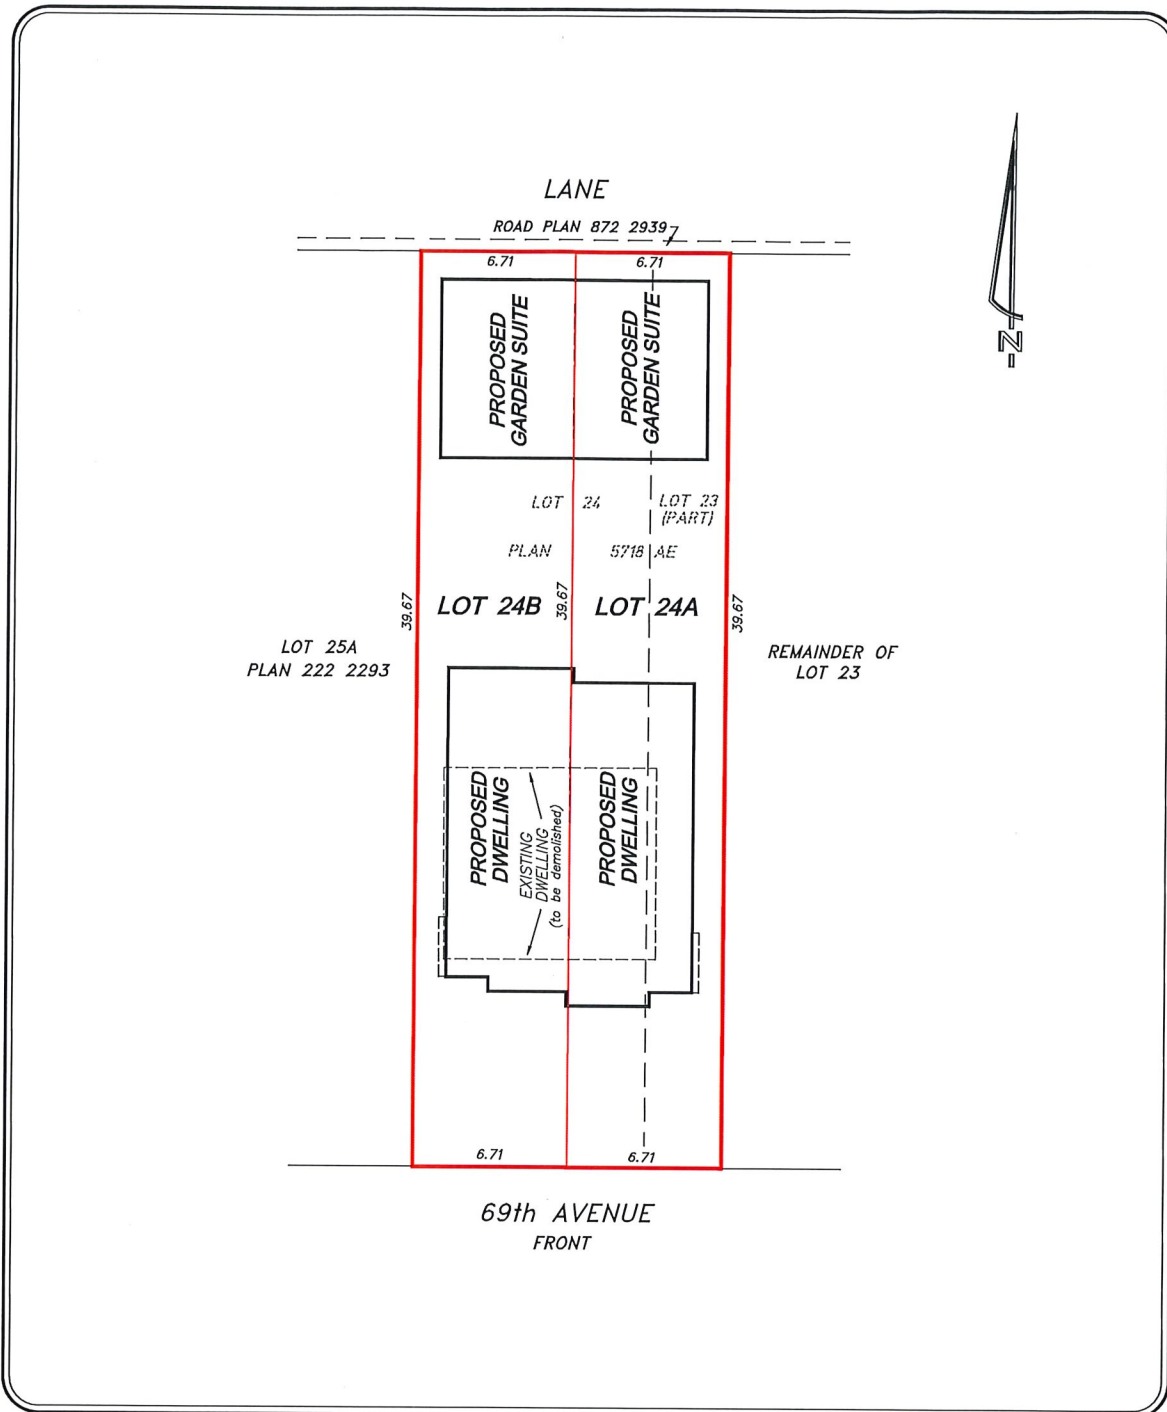 LANE
ROAD PLAN 872 2939
6.71
6.71
PROPOSED
GARDEN SUITE
PROPOSED
GARDEN SUITE
N
LOT 24
LOT 23
(PART)
PLAN 5718 AE
39.67
LOT 24B
39.67
LOT 24A
39.67
LOT 25A
PLAN 222 2293
REMAINDER OF
LOT 23
PROPOSED
DWELLING
EXISTING
DWELLING
(to be demolished)
PROPOSED
DWELLING
6.71
6.71
69th AVENUE
FRONT